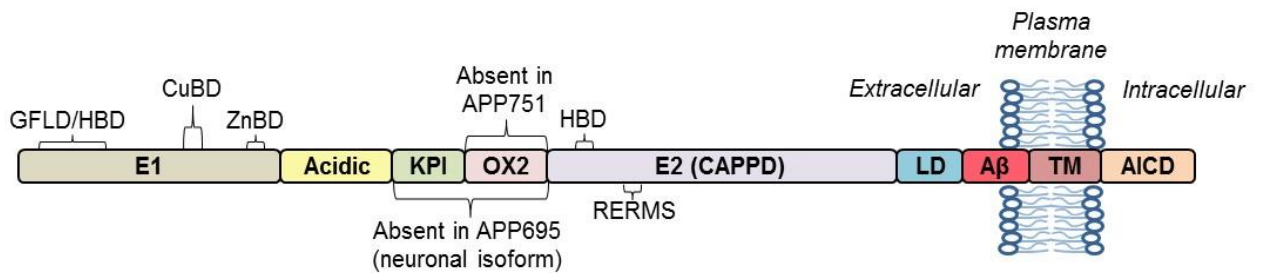 Plasma
membrane
Extracellular
Intracellular
Absent in
APP751
CuBD
GFLD/HBD
ZnBD
HBD
E1
Acidic
KPI
OX2
E2 (CAPPD)
LD
Aβ
TM
AICD
RERMS
Absent in APP695
(neuronal isoform)